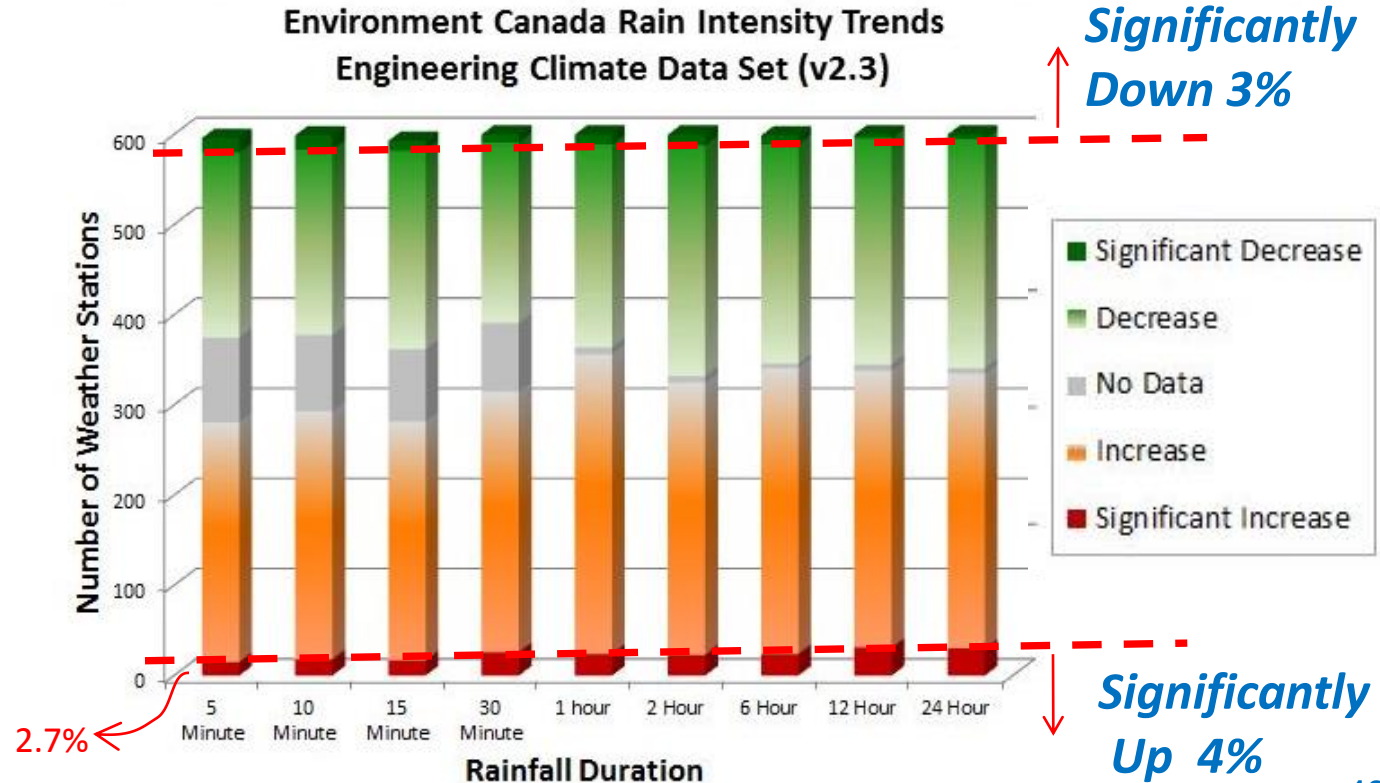 Environment Canada Rain Intensity Trends
Engineering Climate Data Set (v2.3)
Significantly
Down 3%
Number of Weather Stations
600
500
400
300
200
100
0
Significant Decrease
Decrease
No Data
Increase
Significant Increase
5
Minute
10
Minute
15
Minute
30
Minute
1 Hour
2 Hour
6 Hour
12 Hour
24 Hour
Rainfall Duration
2.7%
Significantly
Up 4%